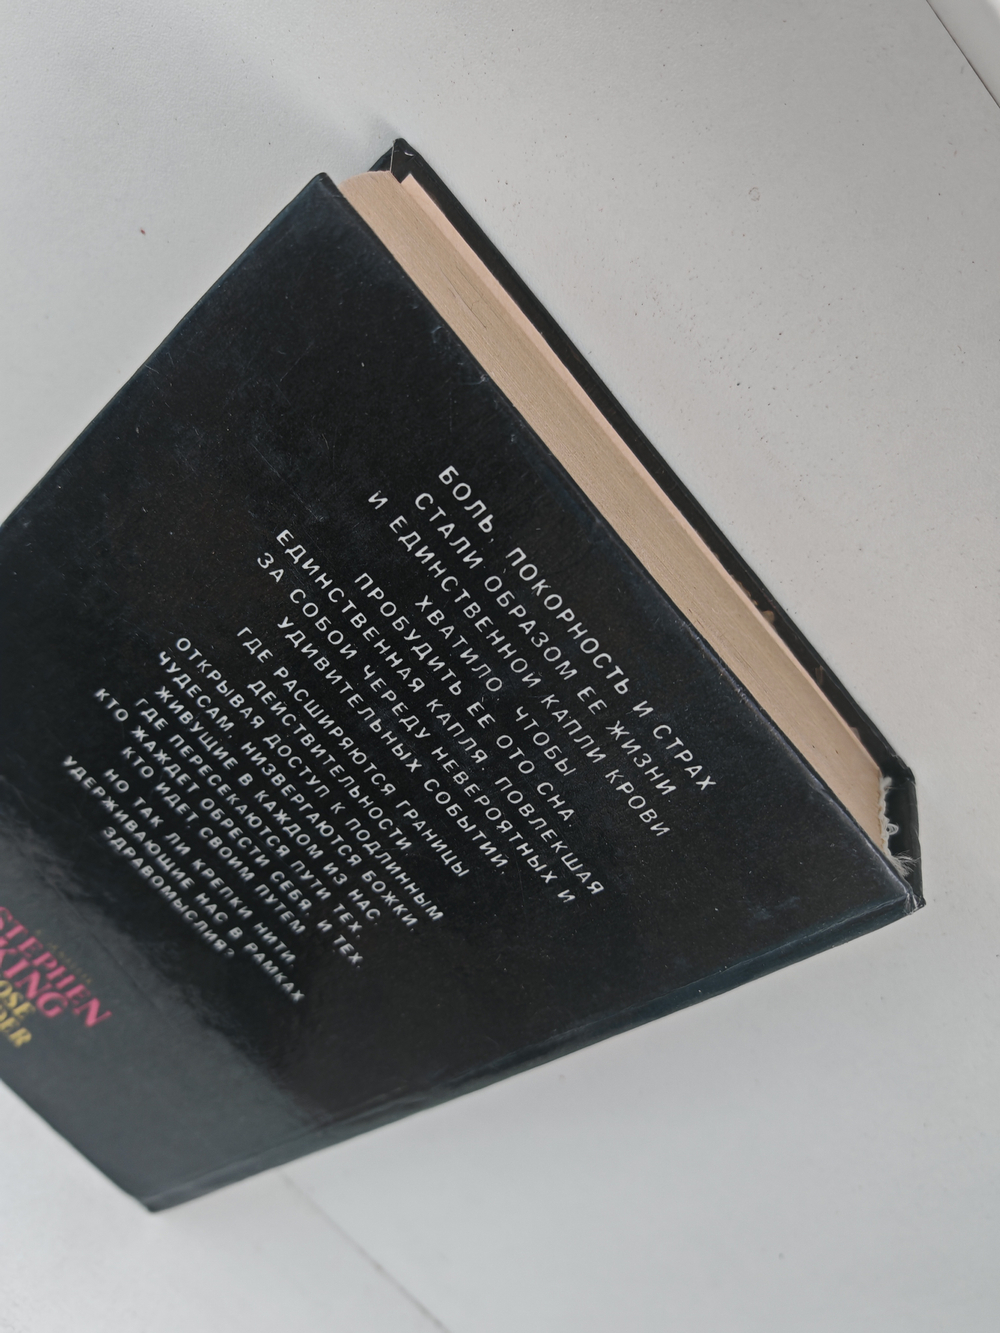 БОЛЬ, ПОКОРНОСТЬ И СТРАХ
СТАЛИ ОБРАЗОМ ЕЕ ЖИЗНИ.
И ЕДИНСТВЕННОЙ КАПЛИ КРОВИ
ХВАТИЛО, ЧТОБЫ
ПРОБУДИТЬ ЕЕ ОТО СНА.
ЕДИНСТВЕННАЯ КАПЛЯ, ПОВЛЕКШАЯ
ЗА СОБОЙ ЧЕРЕДУ НЕВЕРОЯТНЫХ И
УДИВИТЕЛЬНЫХ СОБЫТИЙ.
ГДЕ РАСШИРЯЮТСЯ ГРАНИЦЫ
ДЕЙСТВИТЕЛЬНОСТИ
ОТКРЫВАЯ ДОСТУП К ПОДЛИННЫМ
ЧУДЕСАМ, НИЗВЕРГАЮТСЯ БОЖКИ,
ЖИВУЩИЕ В КАЖДОМ ИЗ НАС,
ГДЕ ПЕРЕСЕКАЮТСЯ ПУТИ ТЕХ,
КТО ЖАЖДЕТ ОБРЕСТИ СЕБЯ, И ТЕХ,
КТО ИДЕТ СВОИМ ПУТЕМ
НО ТАК ЛИ КРЕПКИ НИТИ,
УДЕРЖИВАЮЩИЕ НАС В РАМКАХ
ЗДРАВОМЫСЛИЯ?
STEPHEN
KING
OSE
DER